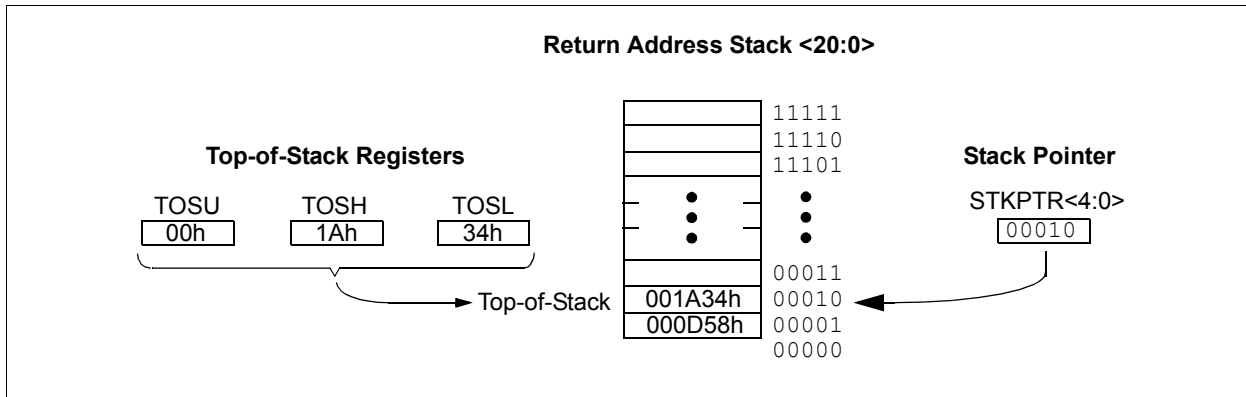 Return Address Stack <20:0>
11111
11110
11101
Top-of-Stack Registers
Stack Pointer
TOSU TOSH TOSL
STKPTR<4:0>
00h 1Ah 34h
00010
00011
Top-of-Stack 001A34h 00010
000D58h 00001
00000